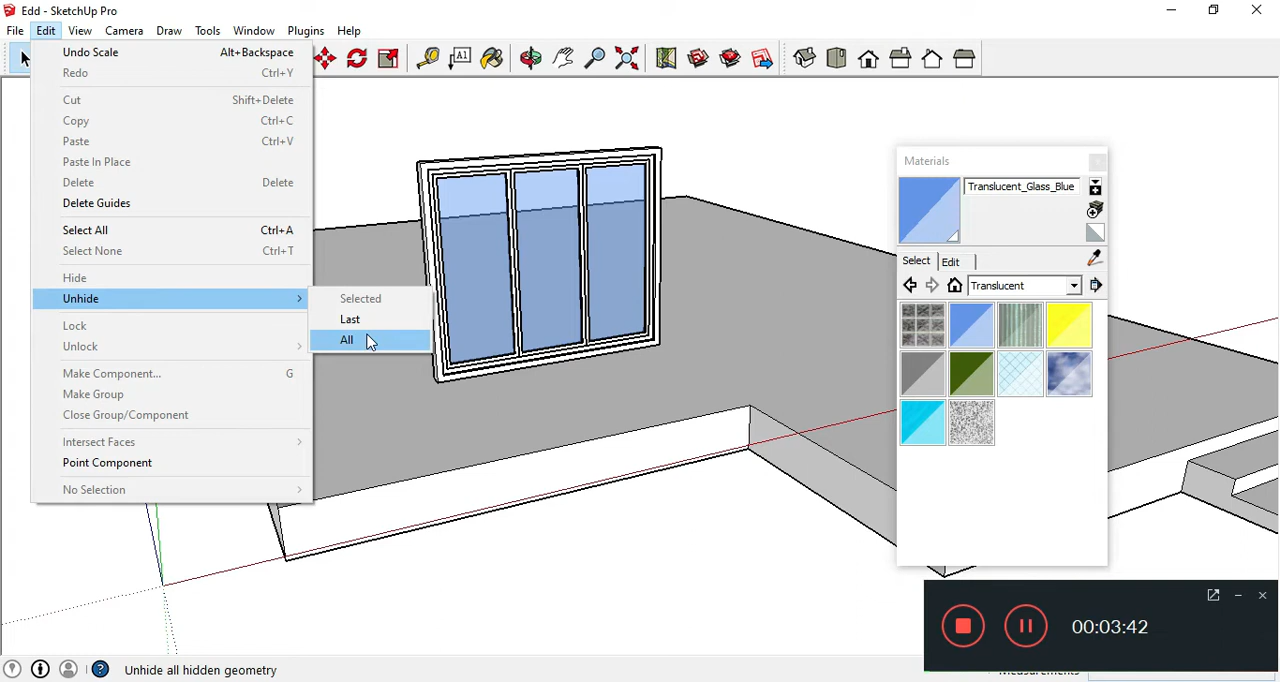 Edd - SketchUp Pro
File Edit View Camera Draw Tools Window Plugins Help
Undo Scale Alt+Backspace
Redo Ctrl+Y
Cut Shift+Delete
Copy Ctrl+C
Paste Ctrl+V
Paste In Place
Delete Delete
Delete Guides
Select All Ctrl+A
Select None Ctrl+T
Hide
Unhide
Lock
Unlock
Make Component... G
Make Group
Close Group/Component
Intersect Faces
Point Component
No Selection
Selected
Last
All
A1
Materials
Translucent_Glass_Blue
Select Edit
Translucent
00:03:42
Unhide all hidden geometry
Measurements